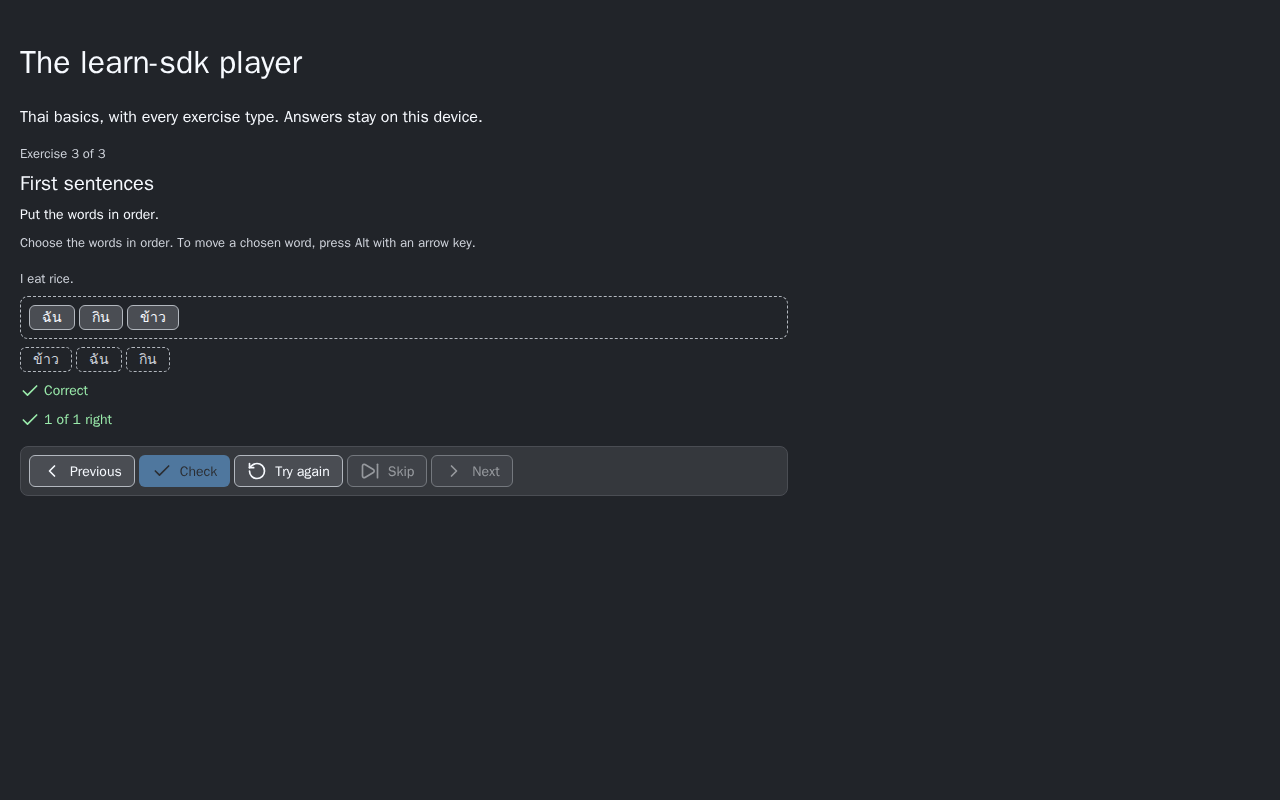 The learn-sdk player
Thai basics, with every exercise type. Answers stay on this device.
Exercise 3 of 3
First sentences
Put the words in order.
Choose the words in order. To move a chosen word, press Alt with an arrow key.
I eat rice.
ฉัน กิน ข้าว
ข้าว ฉัน กิน
Correct
1 of 1 right
Previous Check Try again Skip Next